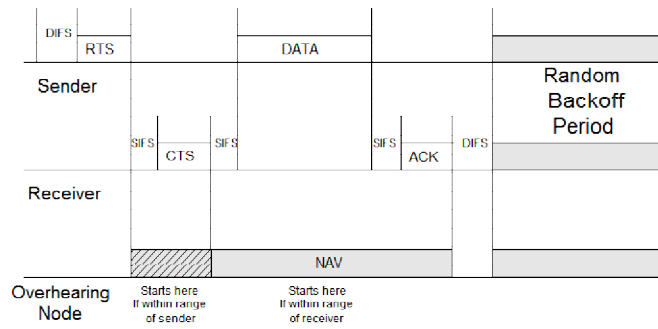 DIFS
RTS
DATA
Sender
Random
Backoff
Period
SIFS
CTS
SIFS
SIFS
ACK
DIFS
Receiver
NAV
Overhearing
Node
Starts here
If within range
of sender
Starts here
If within range
of receiver